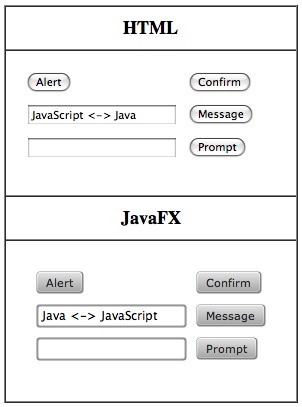 HTML
Alert Confirm
JavaScript <-> Java Message
Prompt
JavaFX
Alert Confirm
Java <-> JavaScript Message
Prompt